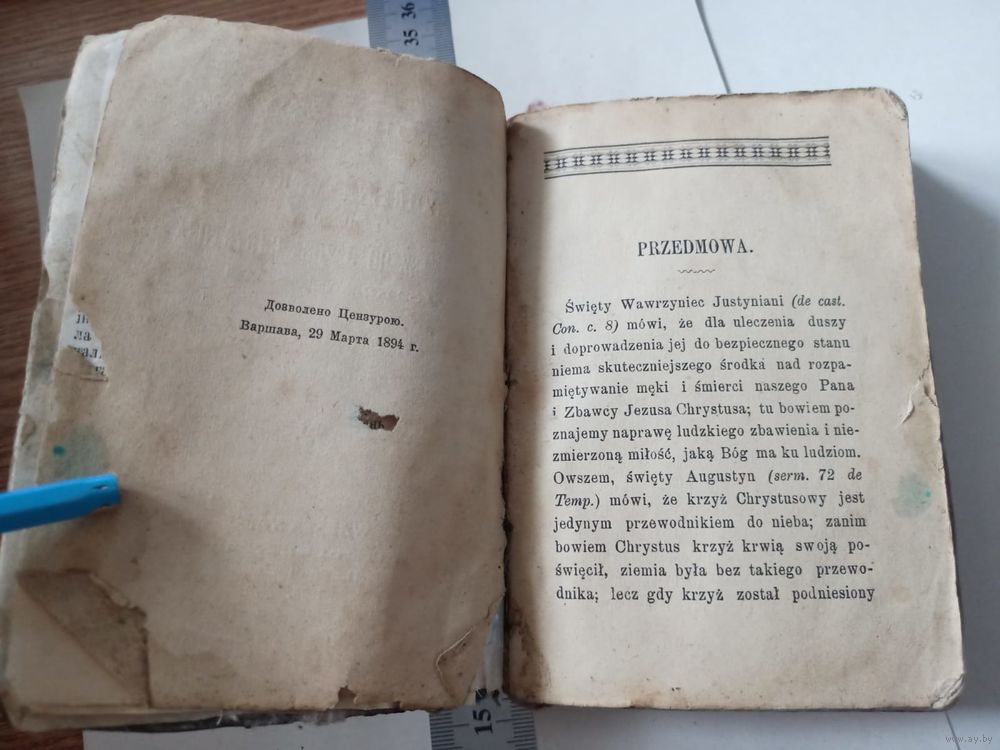 Дозволено Цензурою.
Варшава, 29 Марта 1894 г.
PRZEDMOWA.
Święty Wawrzyniec Justyniani (de cast.
Con. c. 8) mówi, że dla uleczenia duszy
i doprowadzenia jej do bezpiecznego stanu
niema skuteczniejszego środka nad rozpa-
miętywanie męki i śmierci naszego Pana
i Zbawcy Jezusa Chrystusa; tu bowiem po-
znajemy naprawę ludzkiego zbawienia i nie-
zmierzoną miłość, jaką Bóg ma ku ludziom.
Owszem, święty Augustyn (serm. 72 de
Temp.) mówi, że krzyż Chrystusowy jest
jedynym przewodnikiem do nieba; zanim
bowiem Chrystus krzyż krwią swoją po-
święcił, ziemia była bez takiego przewo-
dnika; lecz gdy krzyż został podniesiony
35 36
15
www.ay.by